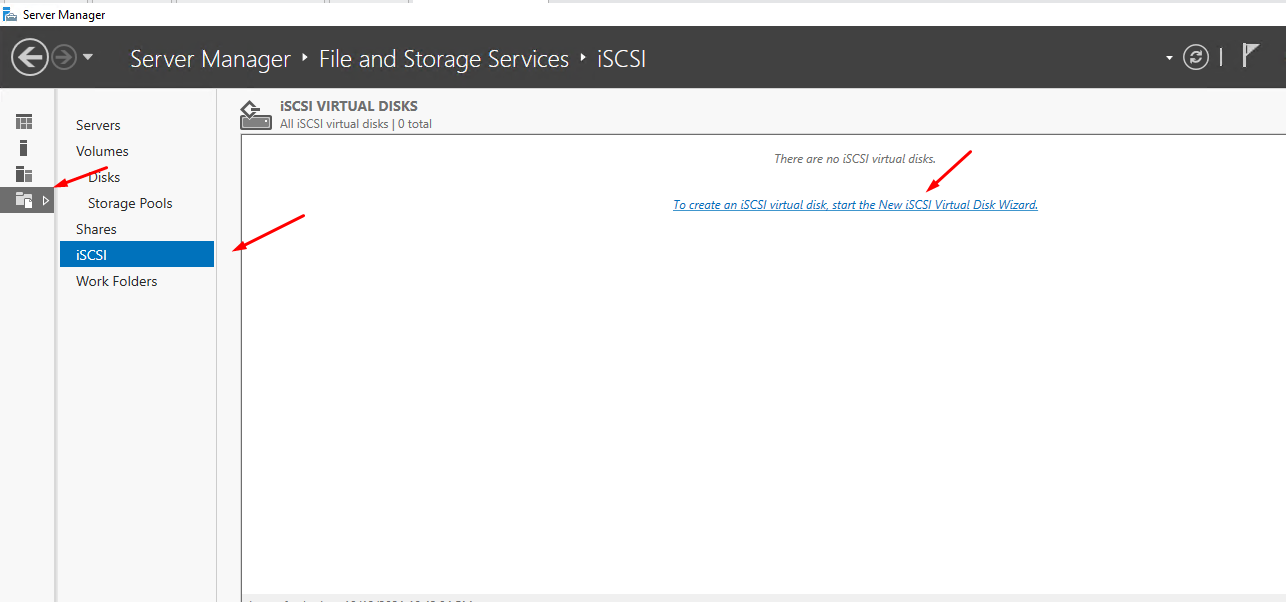 Server Manager
Server Manager ‣ File and Storage Services ‣ iSCSI
Servers
Volumes
Disks
Storage Pools
Shares
iSCSI
Work Folders
iSCSI VIRTUAL DISKS
All iSCSI virtual disks | 0 total
There are no iSCSI virtual disks.
To create an iSCSI virtual disk, start the New iSCSI Virtual Disk Wizard.